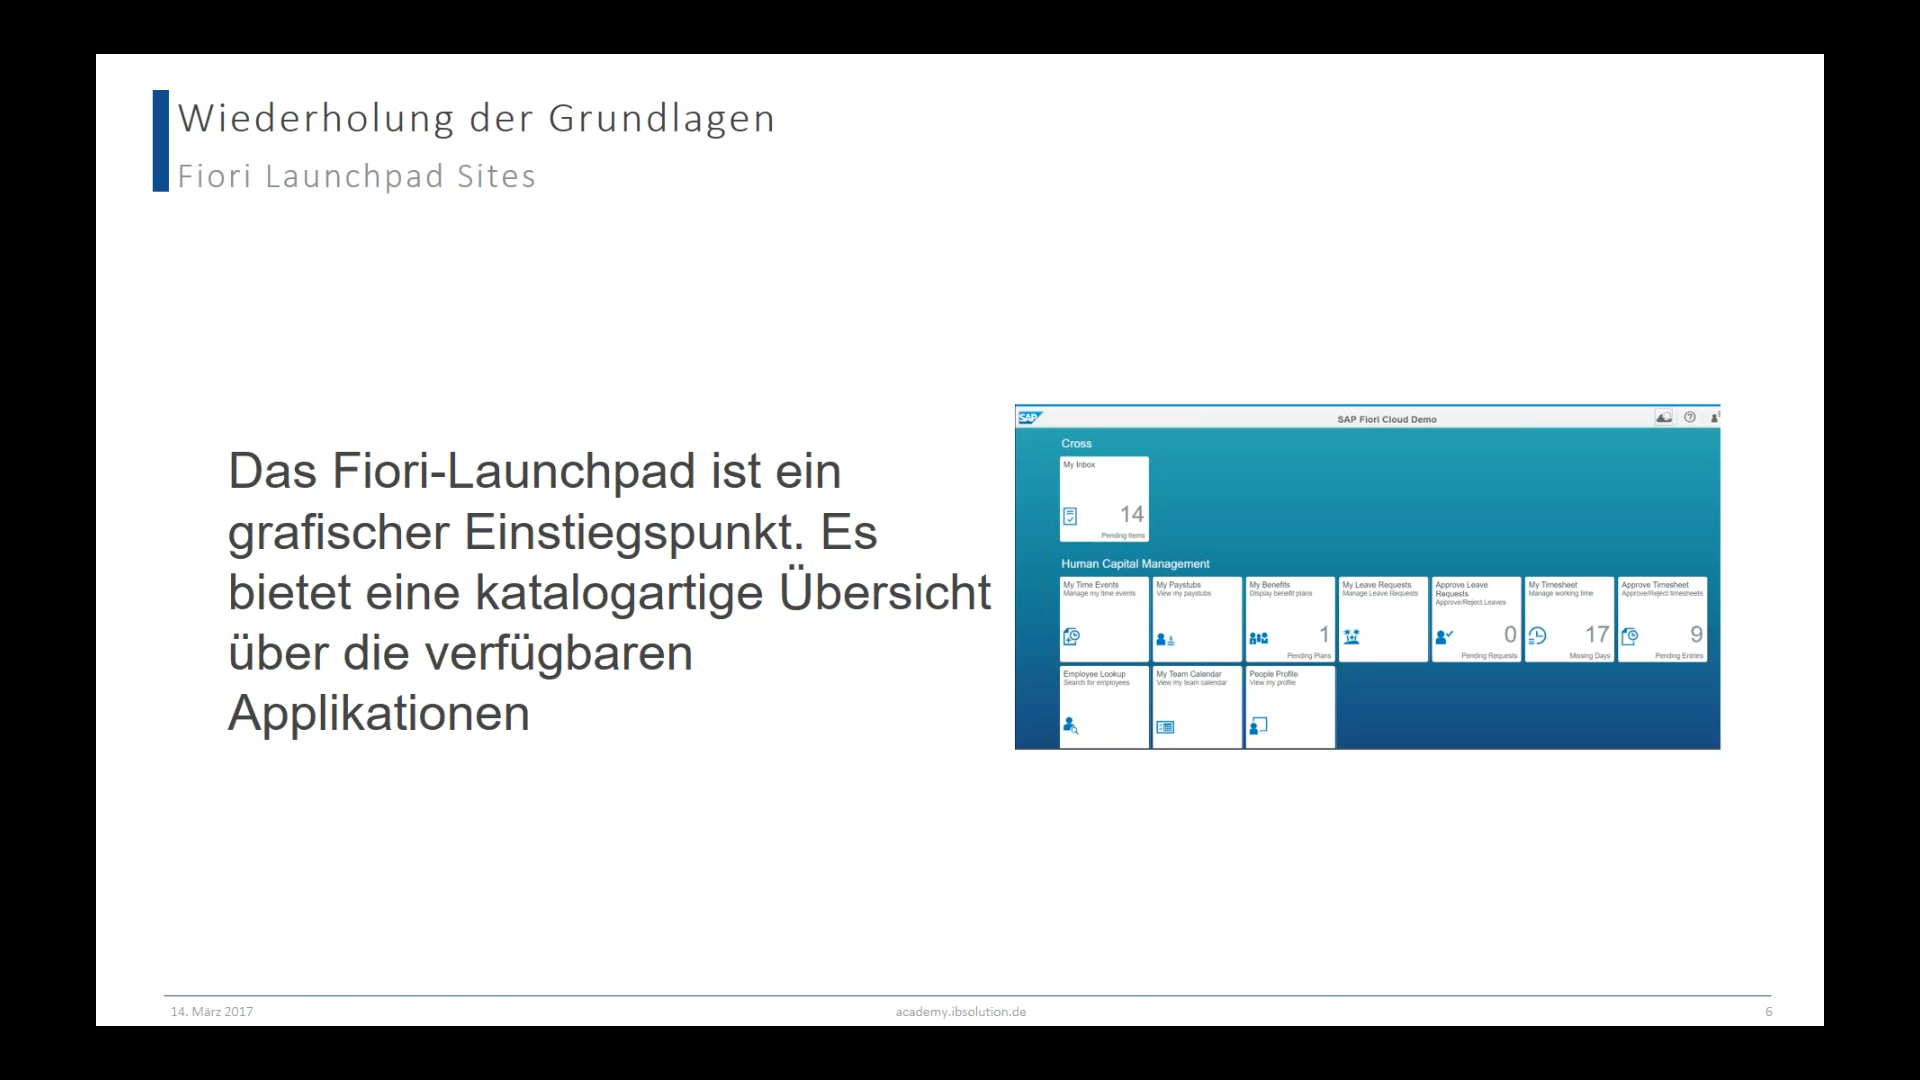 Wiederholung der Grundlagen
Fiori Launchpad Sites
Das Fiori-Launchpad ist ein
grafischer Einstiegspunkt. Es
bietet eine katalogartige Übersicht
über die verfügbaren
Applikationen
SAP
SAP Fiori Cloud Demo
Cross
My Inbox
14
Pending Items
Human Capital Management
My Time Events
Manage my time events
My Paystubs
View my paystubs
My Benefits
Display benefit plans
1
Pending Plans
My Leave Requests
Manage Leave Requests
Approve Leave
Requests
Approve/Reject Leaves
0
Pending Requests
My Timesheet
Manage working time
17
Missing Days
Approve Timesheet
Approve/Reject timesheets
9
Pending Entries
Employee Lookup
Search for employees
My Team Calendar
View my team calendar
People Profile
View my profile
14. März 2017
academy.ibsolution.de
6